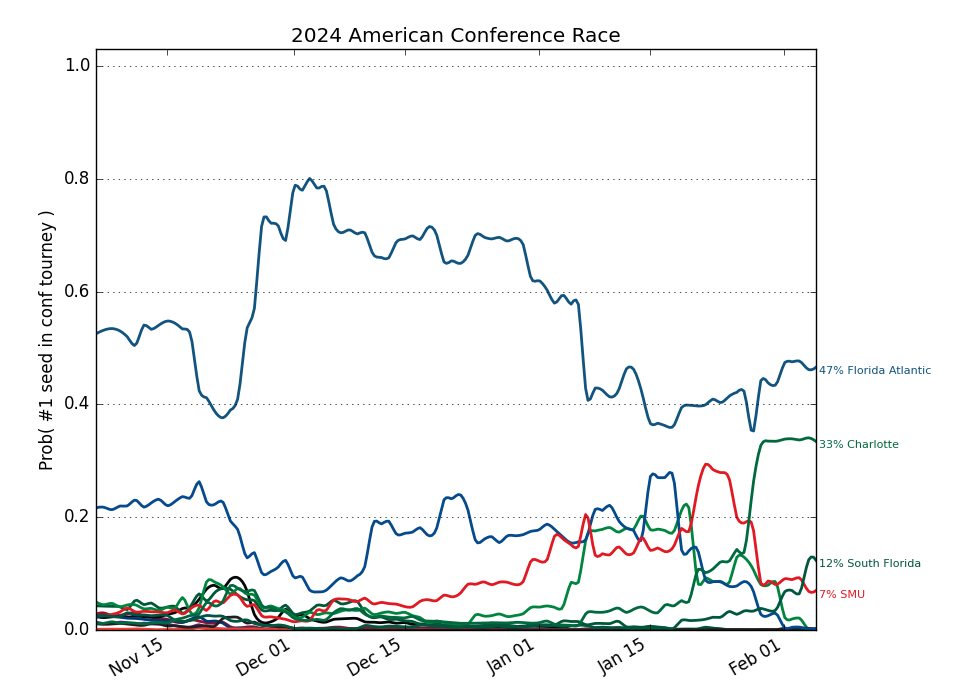 2024 American Conference Race
Prob( #1 seed in conf tourney )
1.0
0.8
0.6
0.4
0.2
0.0
47% Florida Atlantic
33% Charlotte
12% South Florida
7% SMU
Nov 15
Dec 01
Dec 15
Jan 01
Jan 15
Feb 01